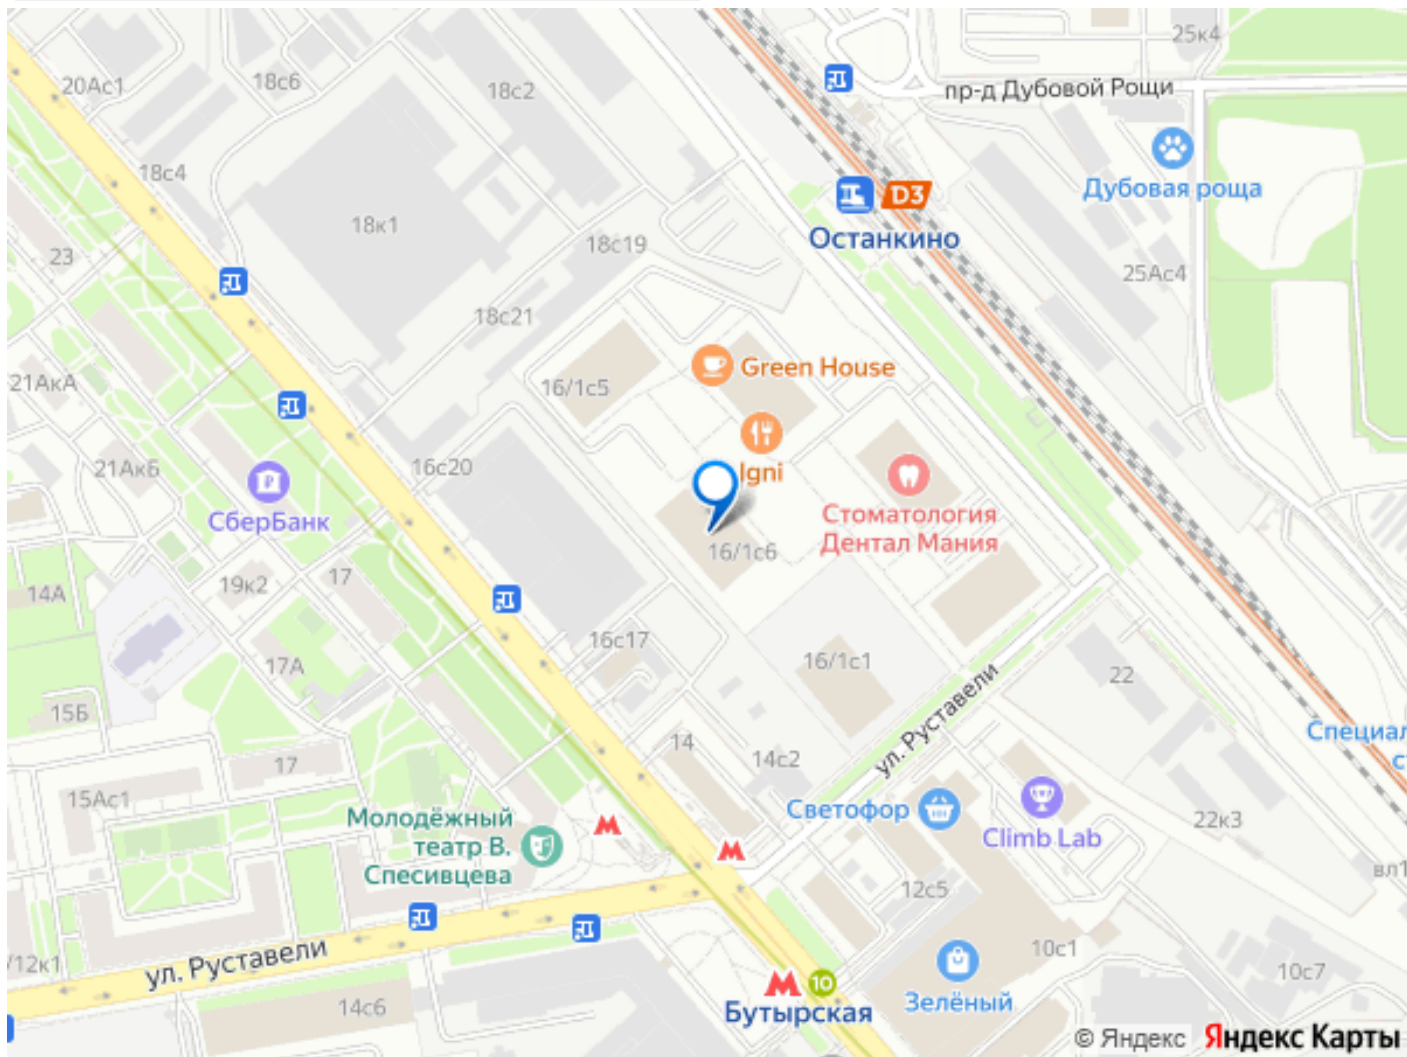 25к4
20Ас1
18с6
18с2
пр-д Дубовой Рощи
18с4
Дубовая роща
D3
18к1
Останкино
18с19
23
25Ас4
18с21
Green House
21АкА
16/1с5
21АкБ
16с20
Igni
СберБанк
Стоматология
Дентал Мания
16/1с6
19к2
17
14А
16с17
17А
16/1с1
22
15Б
ул. Руставели
Специал
с
14
14с2
17
15Ас1
Молодёжный
театр В.
Спесивцева
Светофор
Climb Lab
22к3
вл1
12с5
10с1
/12к1
ул. Руставели
10с7
14с6
10
Бутырская
Зелёный
© Яндекс Яндекс Карты